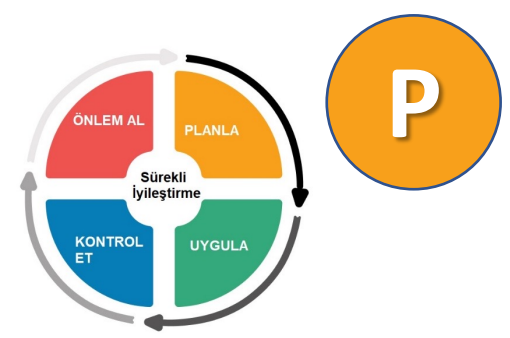 ÖNLEM AL
PLANLA
Sürekli
İyileştirme
KONTROL
ET
UYGULA
P